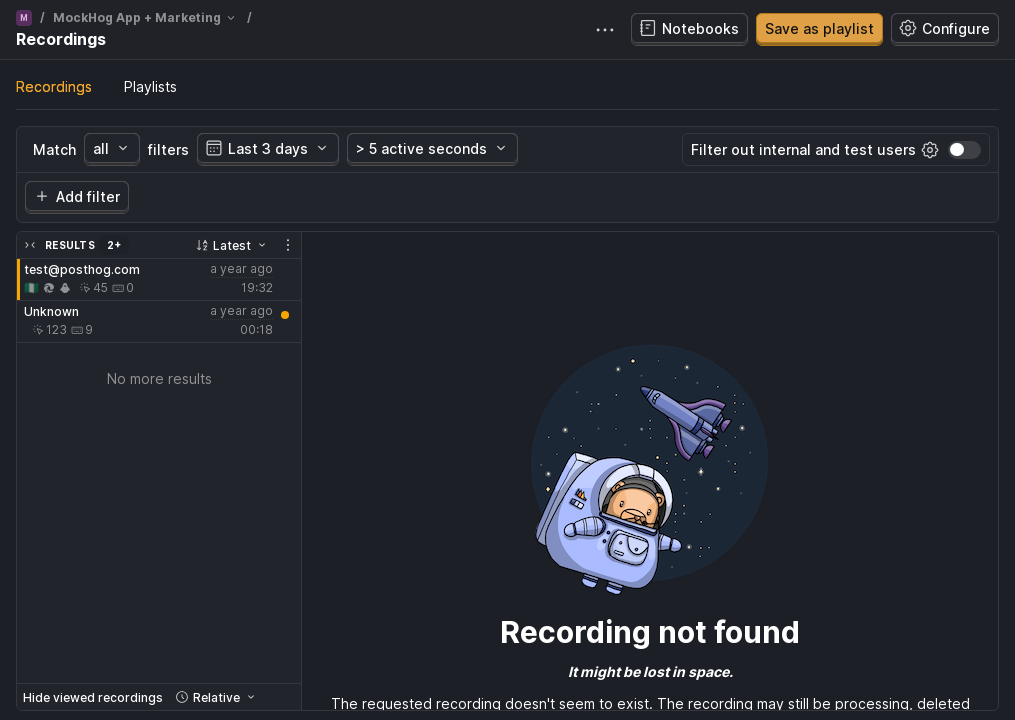 M / MockHog App + Marketing /
Recordings
Notebooks
Save as playlist
Configure
Recordings
Playlists
Match all filters Last 3 days > 5 active seconds
Filter out internal and test users
Add filter
RESULTS 2+
Latest
test@posthog.com a year ago
45 0 19:32
Unknown a year ago
123 9 00:18
No more results
Hide viewed recordings Relative
Recording not found
It might be lost in space.
The requested recording doesn't seem to exist. The recording may still be processing, deleted